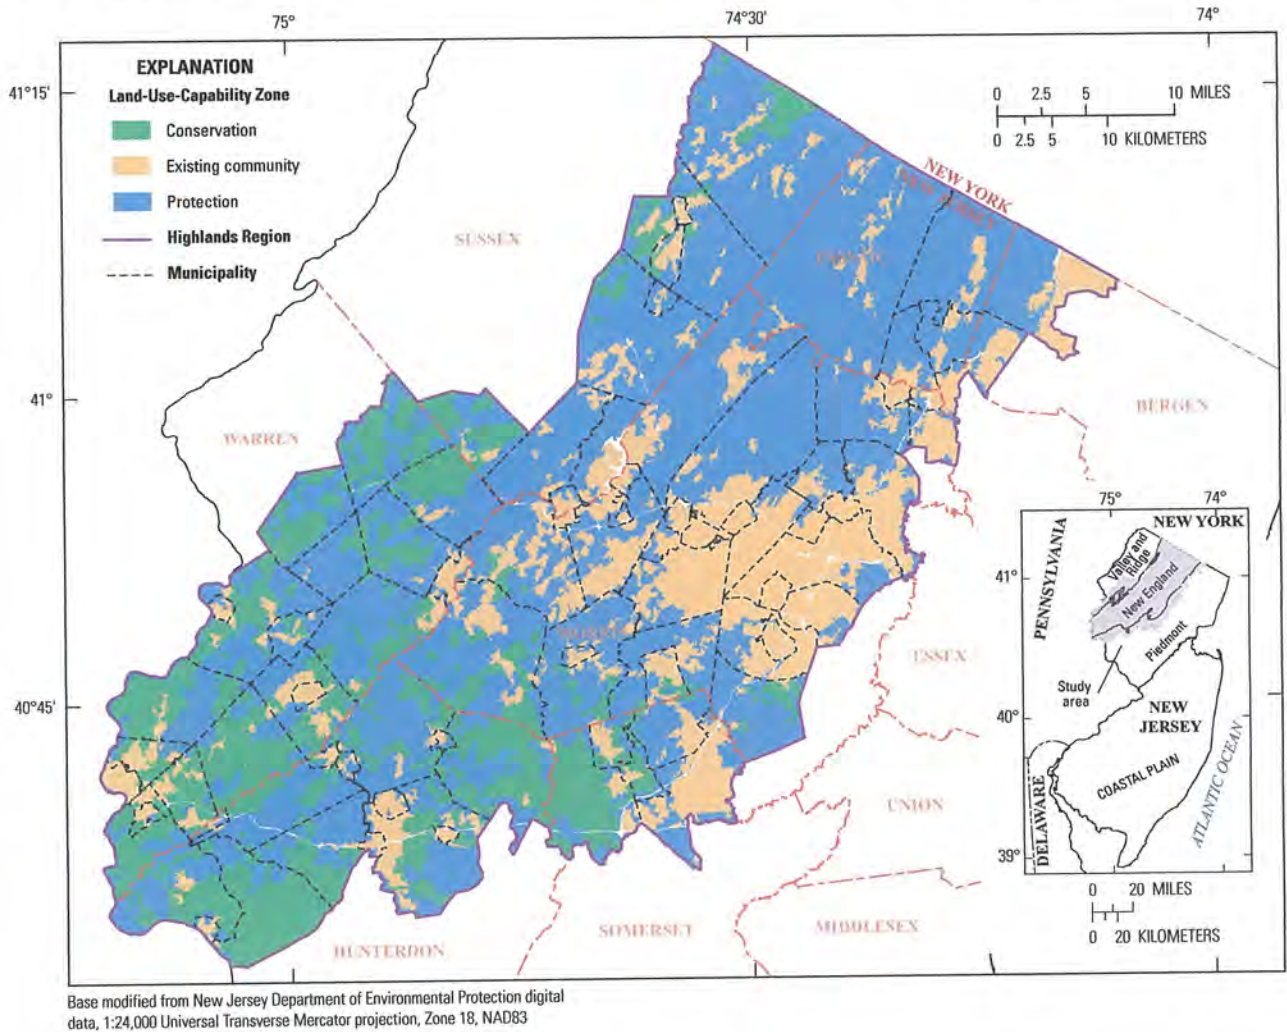 75°
74°30'
74°
41°15'
41°
40°45'
EXPLANATION
Land-Use-Capability Zone
Conservation
Existing community
Protection
Highlands Region
Municipality
0 2.5 5 10 MILES
0 2.5 5 10 KILOMETERS
NEW YORK
NEW JERSEY
SUSSEX
PASSAIC
WARREN
BERGEN
MORRIS
ESSEX
UNION
HUNTERDON
SOMERSET
MIDDLESEX
75°
74°
NEW YORK
PENNSYLVANIA
Valley and
Ridge
41°
New England
Piedmont
Study
area
40°
NEW
JERSEY
COASTAL PLAIN
ATLANTIC OCEAN
DELAWARE
39°
0 20 MILES
0 20 KILOMETERS
Base modified from New Jersey Department of Environmental Protection digital
data, 1:24,000 Universal Transverse Mercator projection, Zone 18, NAD83